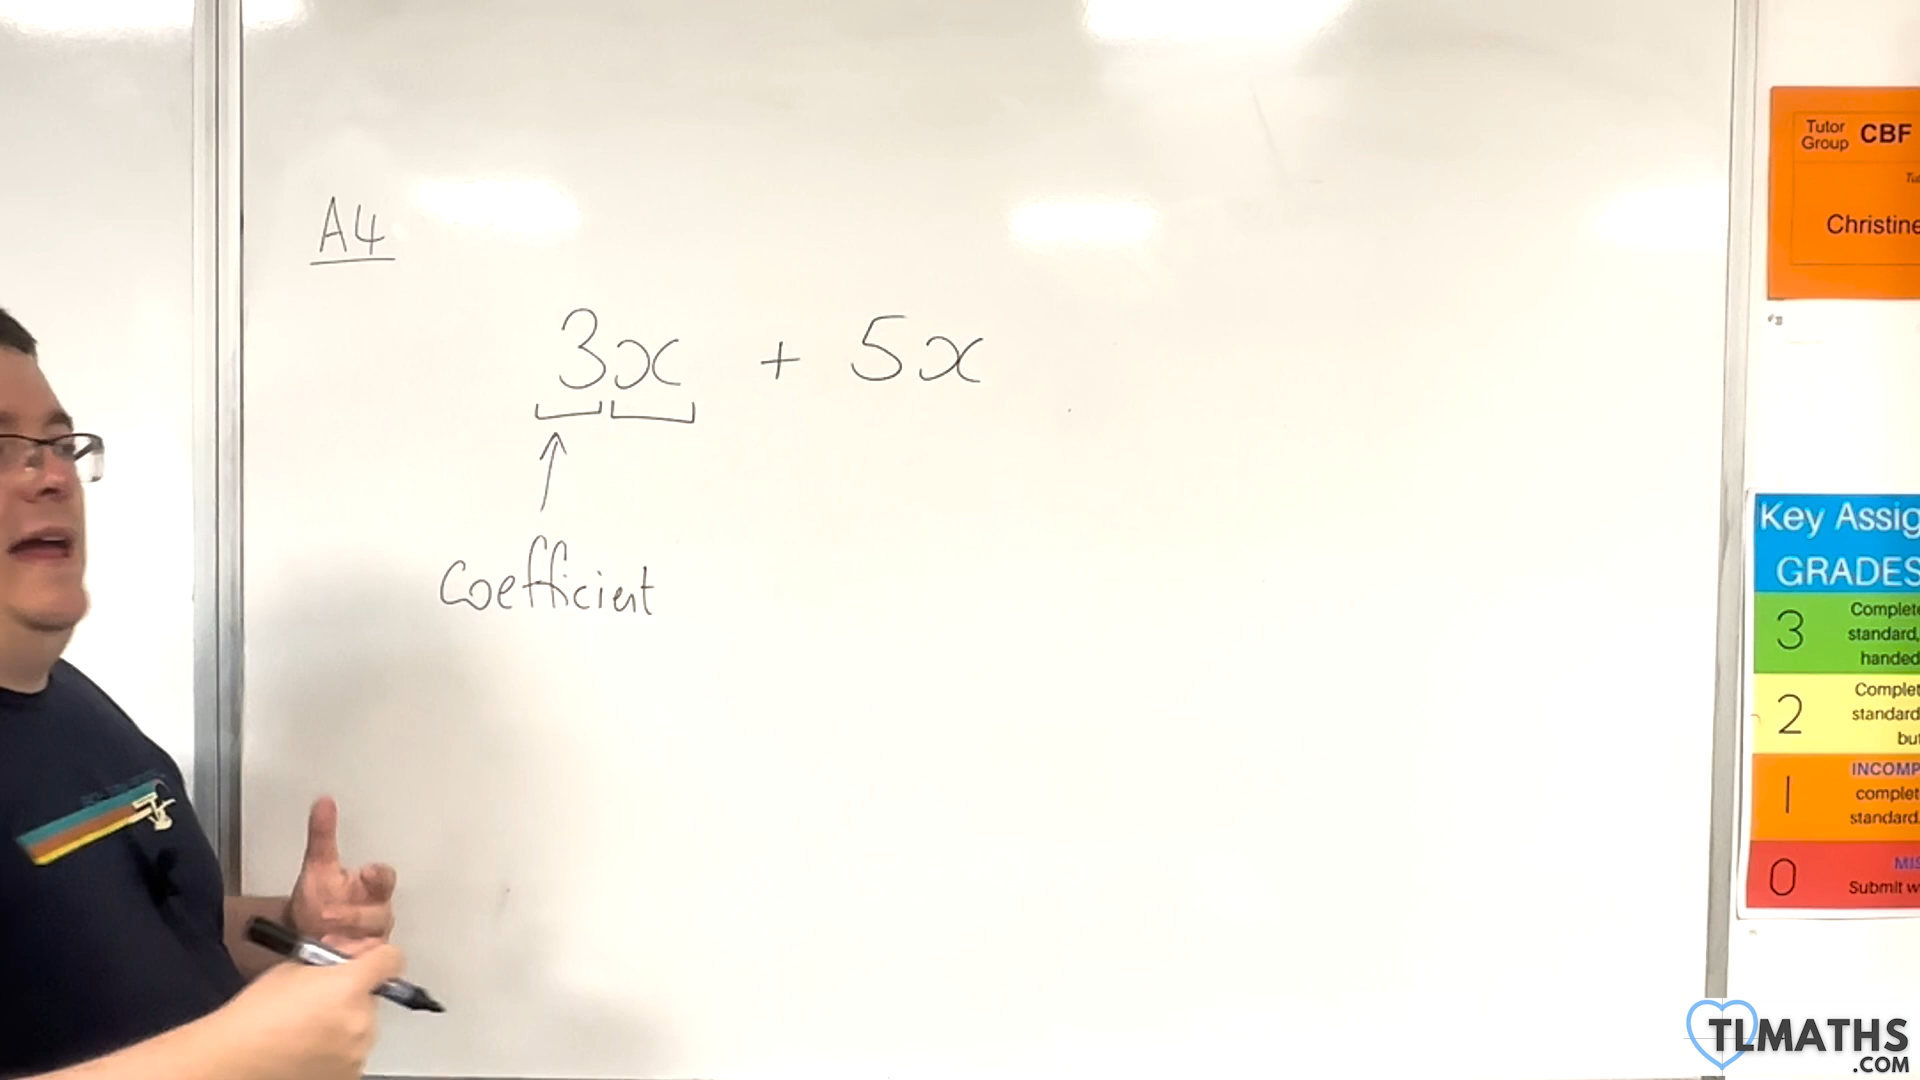 A4
3x + 5x
Coefficient
Tutor Group CBF
Christine
Key Assig
GRADES
3 Complete
standard,
handed
2 Complet
standard
but
1 INCOMP
complet
standard.
0 MIS
Submit w
TLMATHS
.COM